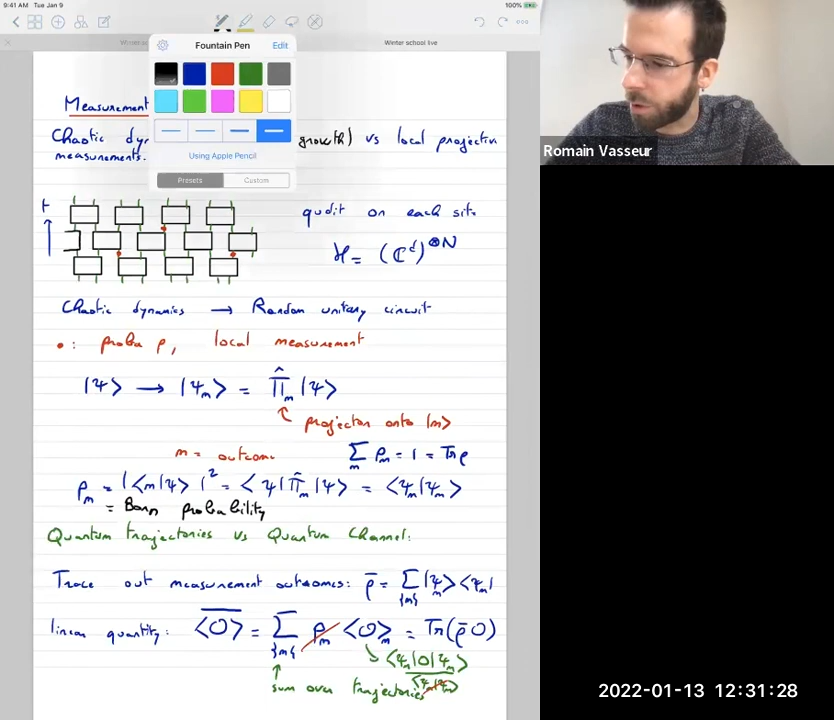 9:41 AM Tue Jan 9
100%
Winter school live
Fountain Pen
Edit
Using Apple Pencil
Presets
Custom
Romain Vasseur
Measurement
Chaotic growth) vs local projective
measurements.
t
qudit on each site
ℋ = (ℂ^d)^⊗N
Chaotic dynamics → Random unitary circuit
• : proba p, local measurement
|ψ> → |ψ_m> = Π̂_m |ψ>
projector onto |m>
m = outcome
Σ_m p_m = 1 = Tr ρ
p_m = |<m|ψ>|² = <ψ|Π̂_m|ψ> = <ψ_m|ψ_m>
= Born probability
Quantum trajectories vs Quantum Channel:
Trace out measurement outcomes: ρ̄ = Σ_{m} |ψ_m> <ψ_m|
linear quantity: \overline{<O>} = Σ_{m} p_m <O>_m = Tr(ρ̄ O)
<ψ_m|O|ψ_m>
<ψ_m|ψ_m>
sum over trajectories
2022-01-13 12:31:28